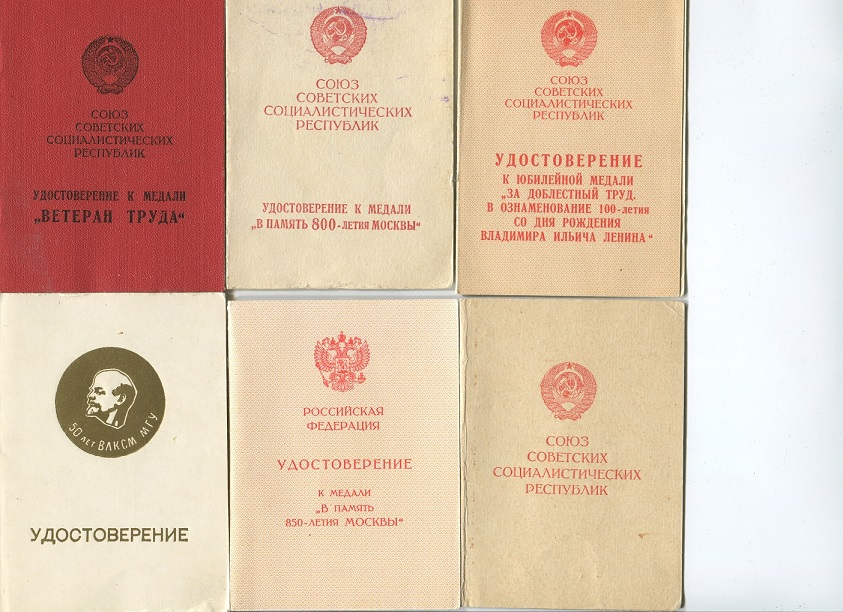 СОЮЗ
СОВЕТСКИХ
СОЦИАЛИСТИЧЕСКИХ
РЕСПУБЛИК
УДОСТОВЕРЕНИЕ К МЕДАЛИ
„ВЕТЕРАН ТРУДА“
СОЮЗ
СОВЕТСКИХ
СОЦИАЛИСТИЧЕСКИХ
РЕСПУБЛИК
УДОСТОВЕРЕНИЕ К МЕДАЛИ
„В ПАМЯТЬ 800-ЛЕТИЯ МОСКВЫ“
СОЮЗ
СОВЕТСКИХ
СОЦИАЛИСТИЧЕСКИХ
РЕСПУБЛИК
УДОСТОВЕРЕНИЕ
К ЮБИЛЕЙНОЙ МЕДАЛИ
„ЗА ДОБЛЕСТНЫЙ ТРУД.
В ОЗНАМЕНОВАНИЕ 100-летия
СО ДНЯ РОЖДЕНИЯ
ВЛАДИМИРА ИЛЬИЧА ЛЕНИНА“
50 ЛЕТ ВЛКСМ МГУ
УДОСТОВЕРЕНИЕ
РОССИЙСКАЯ
ФЕДЕРАЦИЯ
УДОСТОВЕРЕНИЕ
К МЕДАЛИ
„В ПАМЯТЬ
850-ЛЕТИЯ МОСКВЫ“
СОЮЗ
СОВЕТСКИХ
СОЦИАЛИСТИЧЕСКИХ
РЕСПУБЛИК